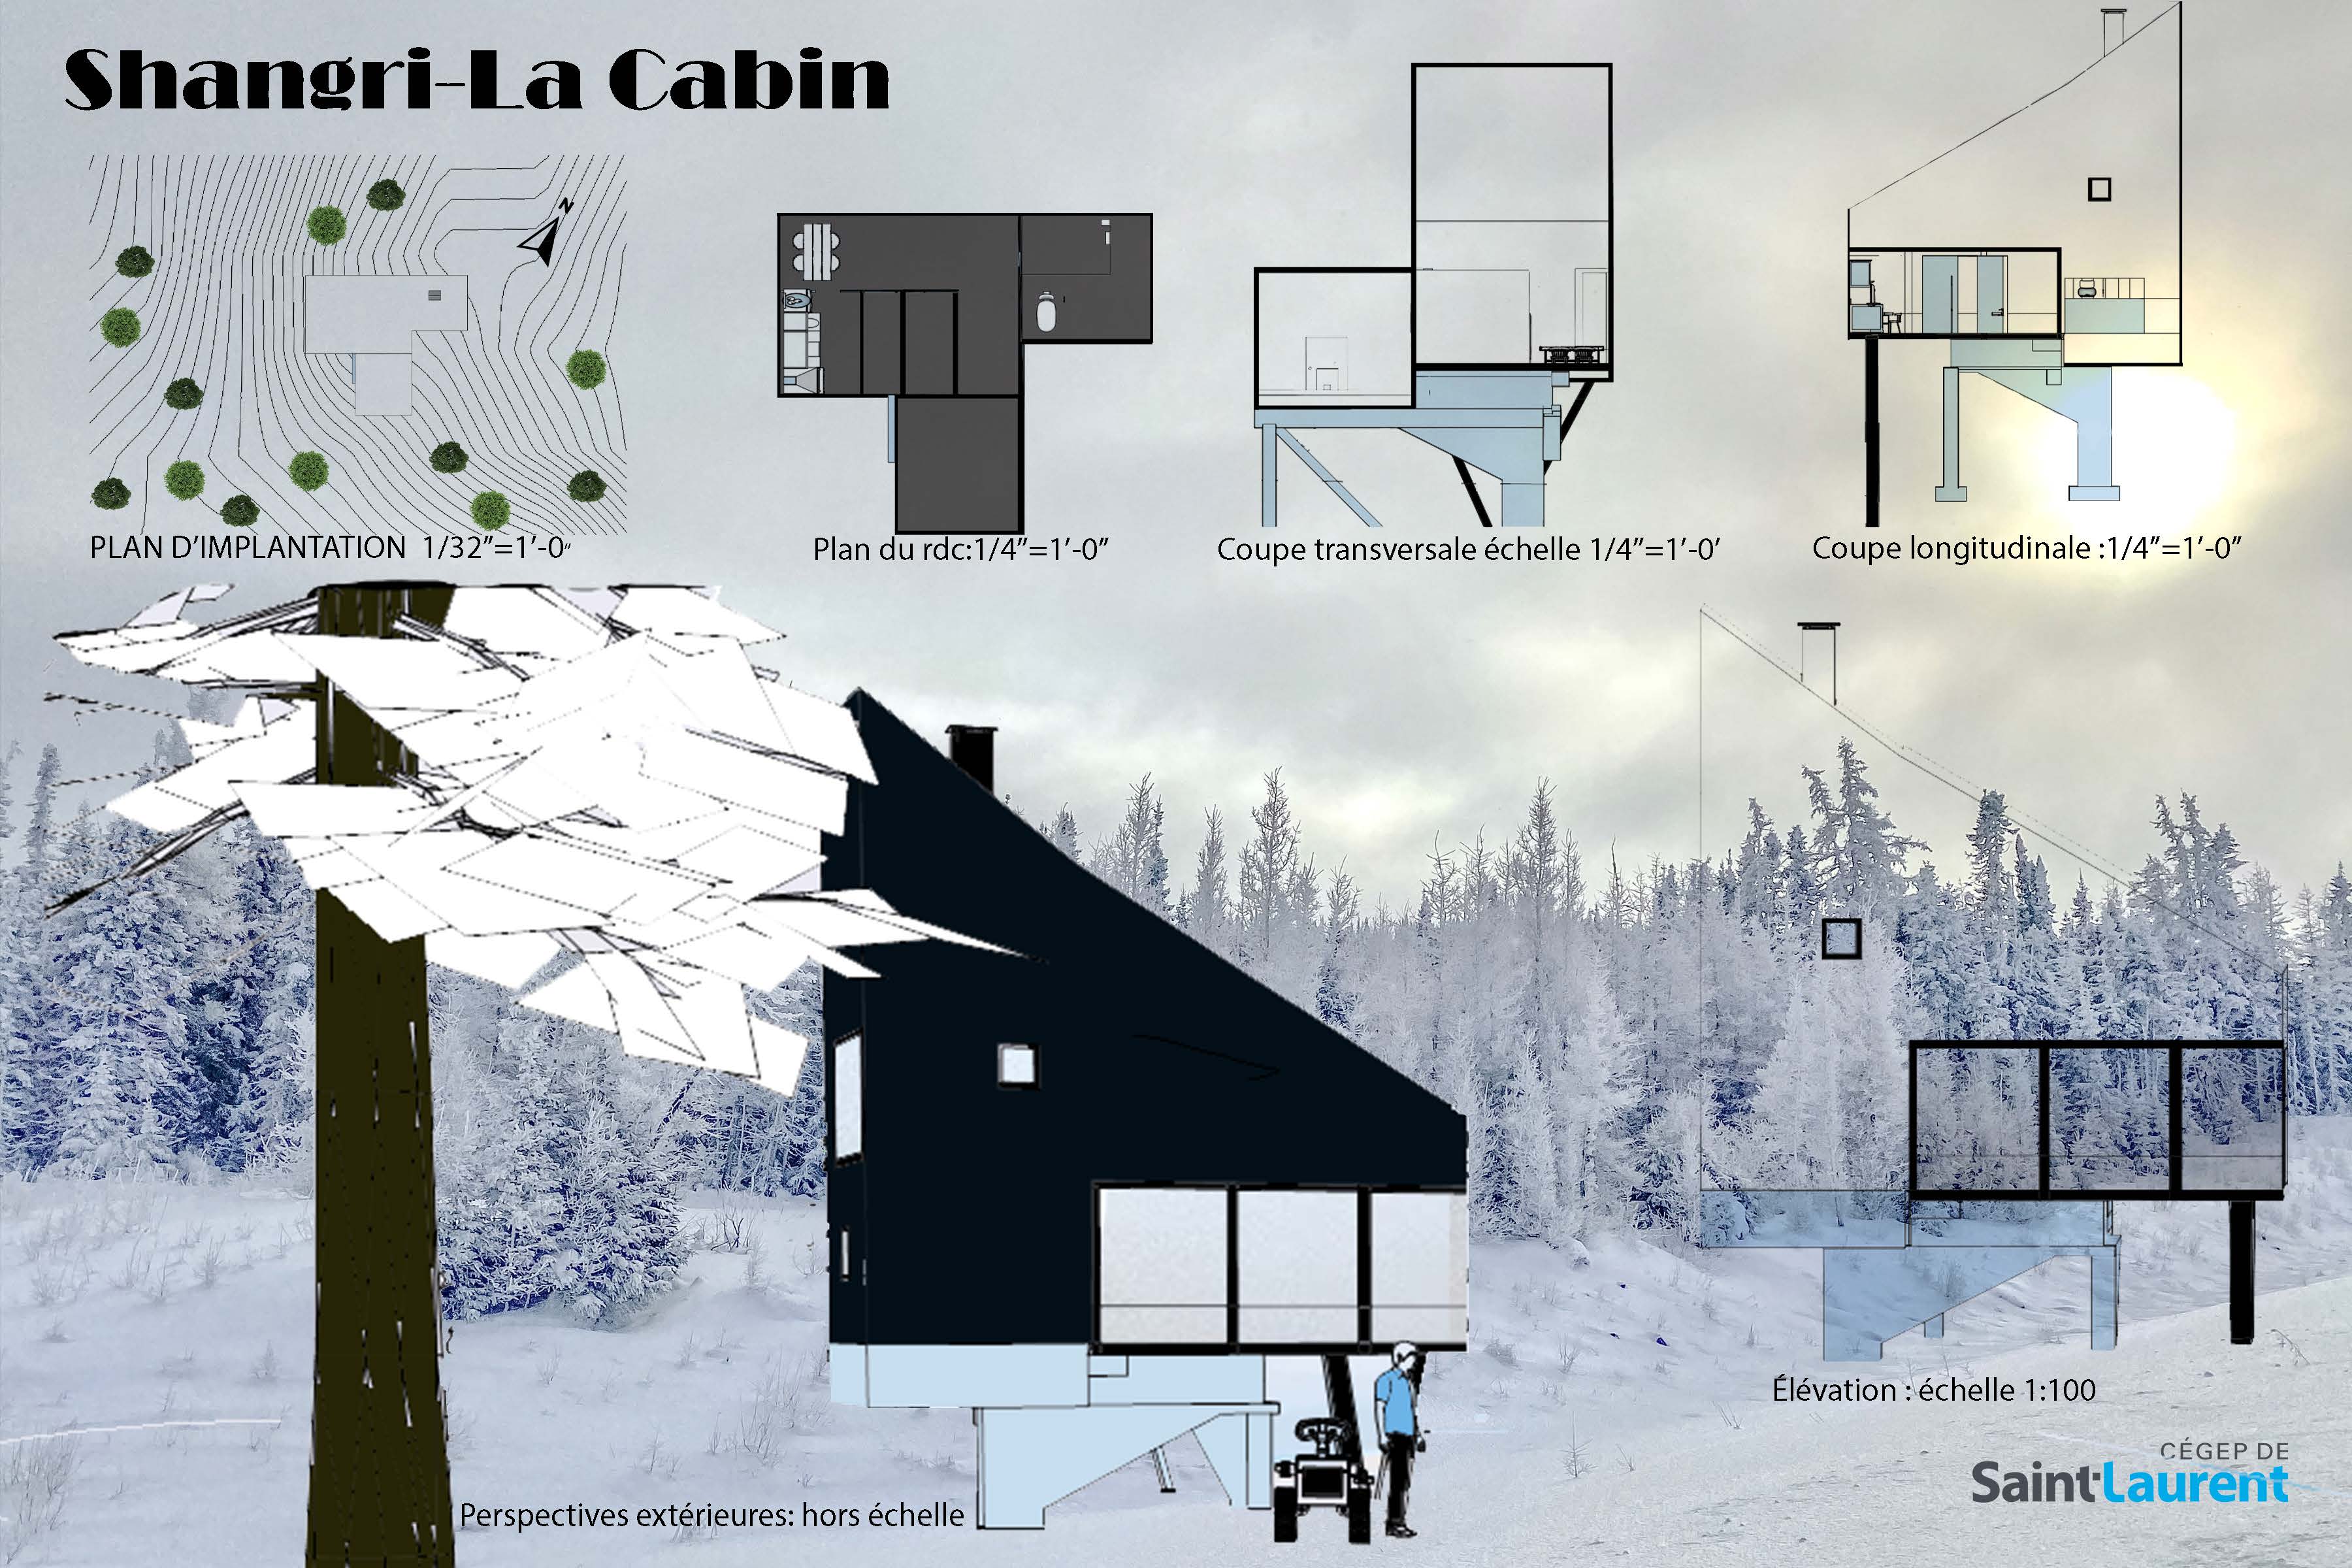 Shangri-La Cabin
N
PLAN D'IMPLANTATION 1/32"=1'-0"
Plan du rdc:1/4"=1'-0"
Coupe transversale échelle 1/4"=1'-0'
Coupe longitudinale :1/4"=1'-0"
Élévation : échelle 1:100
Perspectives extérieures: hors échelle
CÉGEP DE
Saint-Laurent